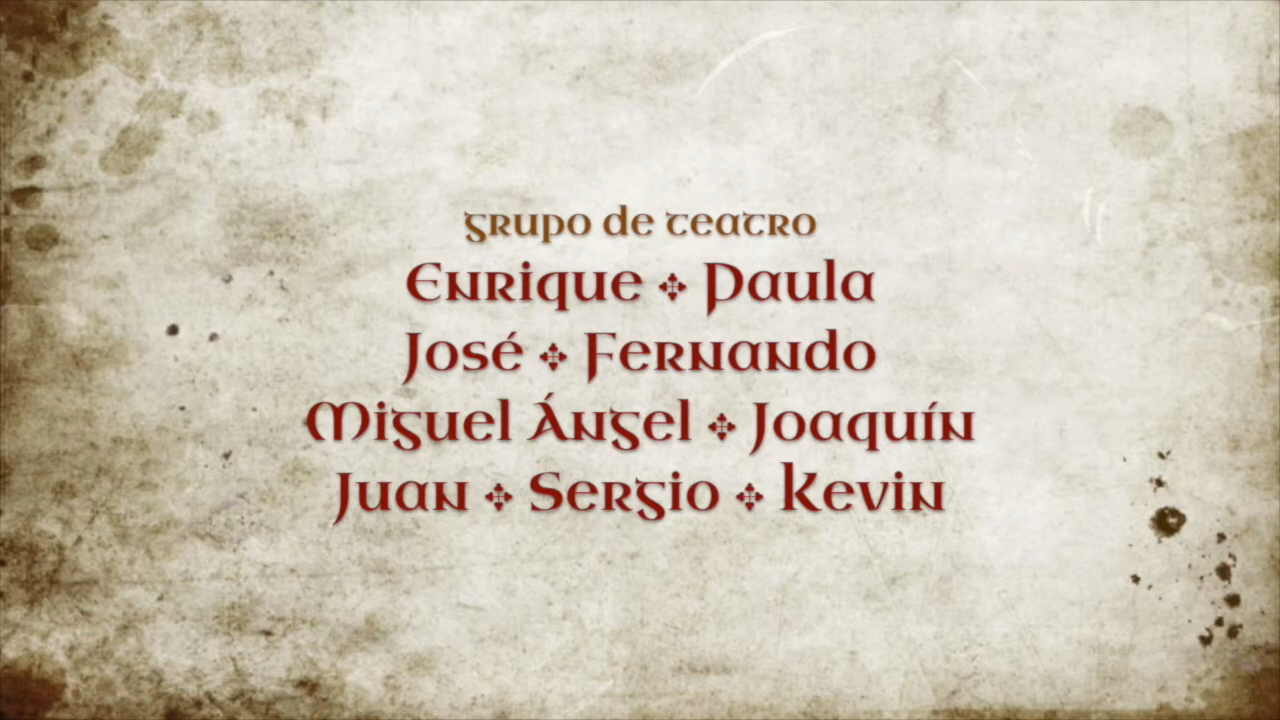 grupo de teatro
Enrique ✣ Paula
José ✣ Fernando
Miguel Ángel ✣ Joaquín
Juan ✣ Sergio ✣ Kevin